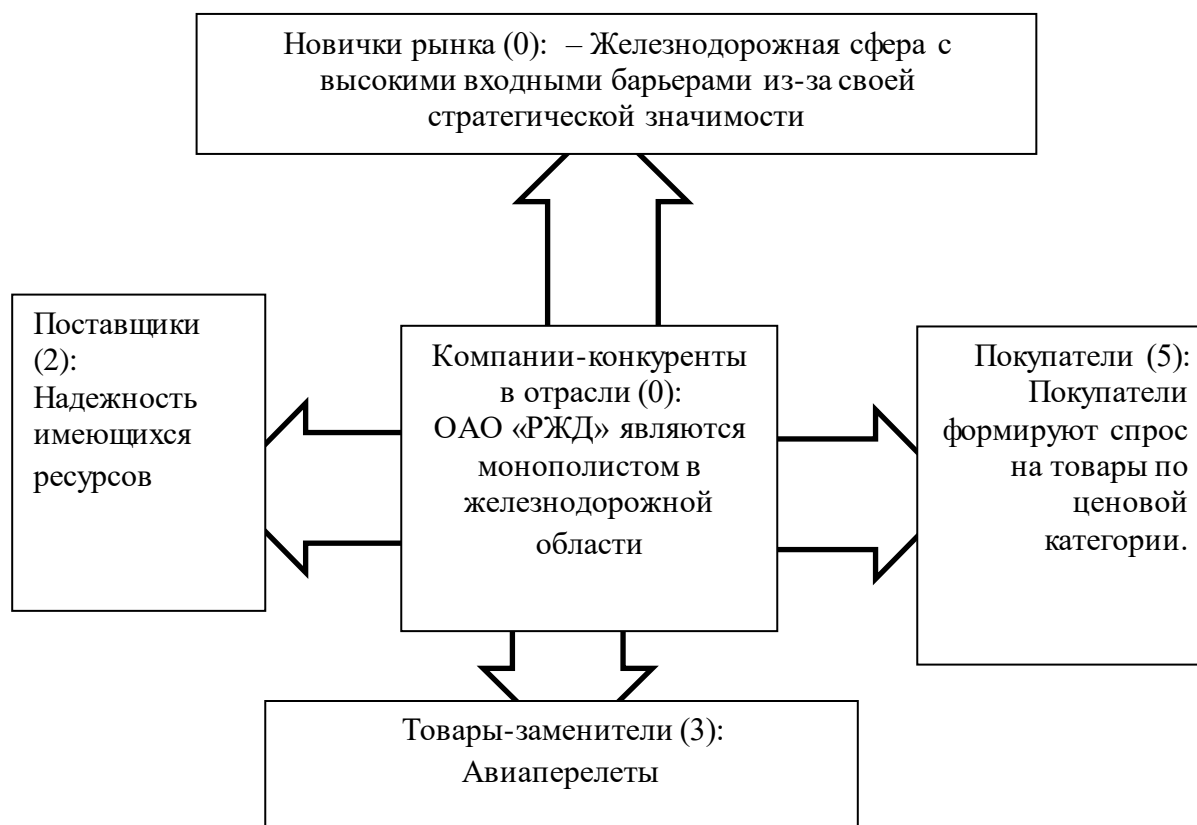 Новички рынка (0):  – Железнодорожная сфера с
высокими входными барьерами из-за своей
стратегической значимости
Поставщики
(2):
Надежность
имеющихся
ресурсов
Компании-конкуренты
в отрасли (0):
ОАО «РЖД» являются
монополистом в
железнодорожной
области
Покупатели (5):
Покупатели
формируют спрос
на товары по
ценовой
категории.
Товары-заменители (3):
Авиаперелеты